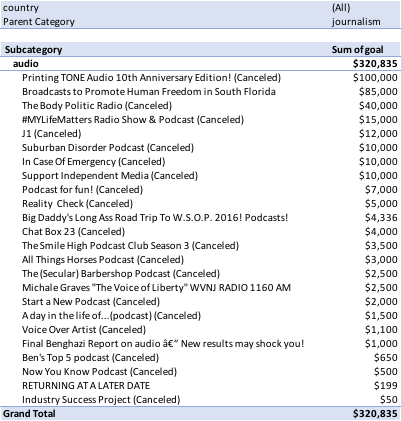 country (All)
Parent Category journalism
Subcategory Sum of goal
audio $320,835
Printing TONE Audio 10th Anniversary Edition! (Canceled) $100,000
Broadcasts to Promote Human Freedom in South Florida $85,000
The Body Politic Radio (Canceled) $40,000
#MYLifeMatters Radio Show & Podcast (Canceled) $15,000
J1 (Canceled) $12,000
Suburban Disorder Podcast (Canceled) $10,000
In Case Of Emergency (Canceled) $10,000
Support Independent Media (Canceled) $10,000
Podcast for fun! (Canceled) $7,000
Reality Check (Canceled) $5,000
Big Daddy's Long Ass Road Trip To W.S.O.P. 2016! Podcasts! $4,336
Chat Box 23 (Canceled) $4,000
The Smile High Podcast Club Season 3 (Canceled) $3,500
All Things Horses Podcast (Canceled) $3,000
The (Secular) Barbershop Podcast (Canceled) $2,500
Michale Graves "The Voice of Liberty" WVNJ RADIO 1160 AM $2,500
Start a New Podcast (Canceled) $2,000
A day in the life of...(podcast) (Canceled) $1,500
Voice Over Artist (Canceled) $1,100
Final Benghazi Report on audio â€“ New results may shock you! $1,000
Ben's Top 5 podcast (Canceled) $650
Now You Know Podcast (Canceled) $500
RETURNING AT A LATER DATE $199
Industry Success Project (Canceled) $50
Grand Total $320,835